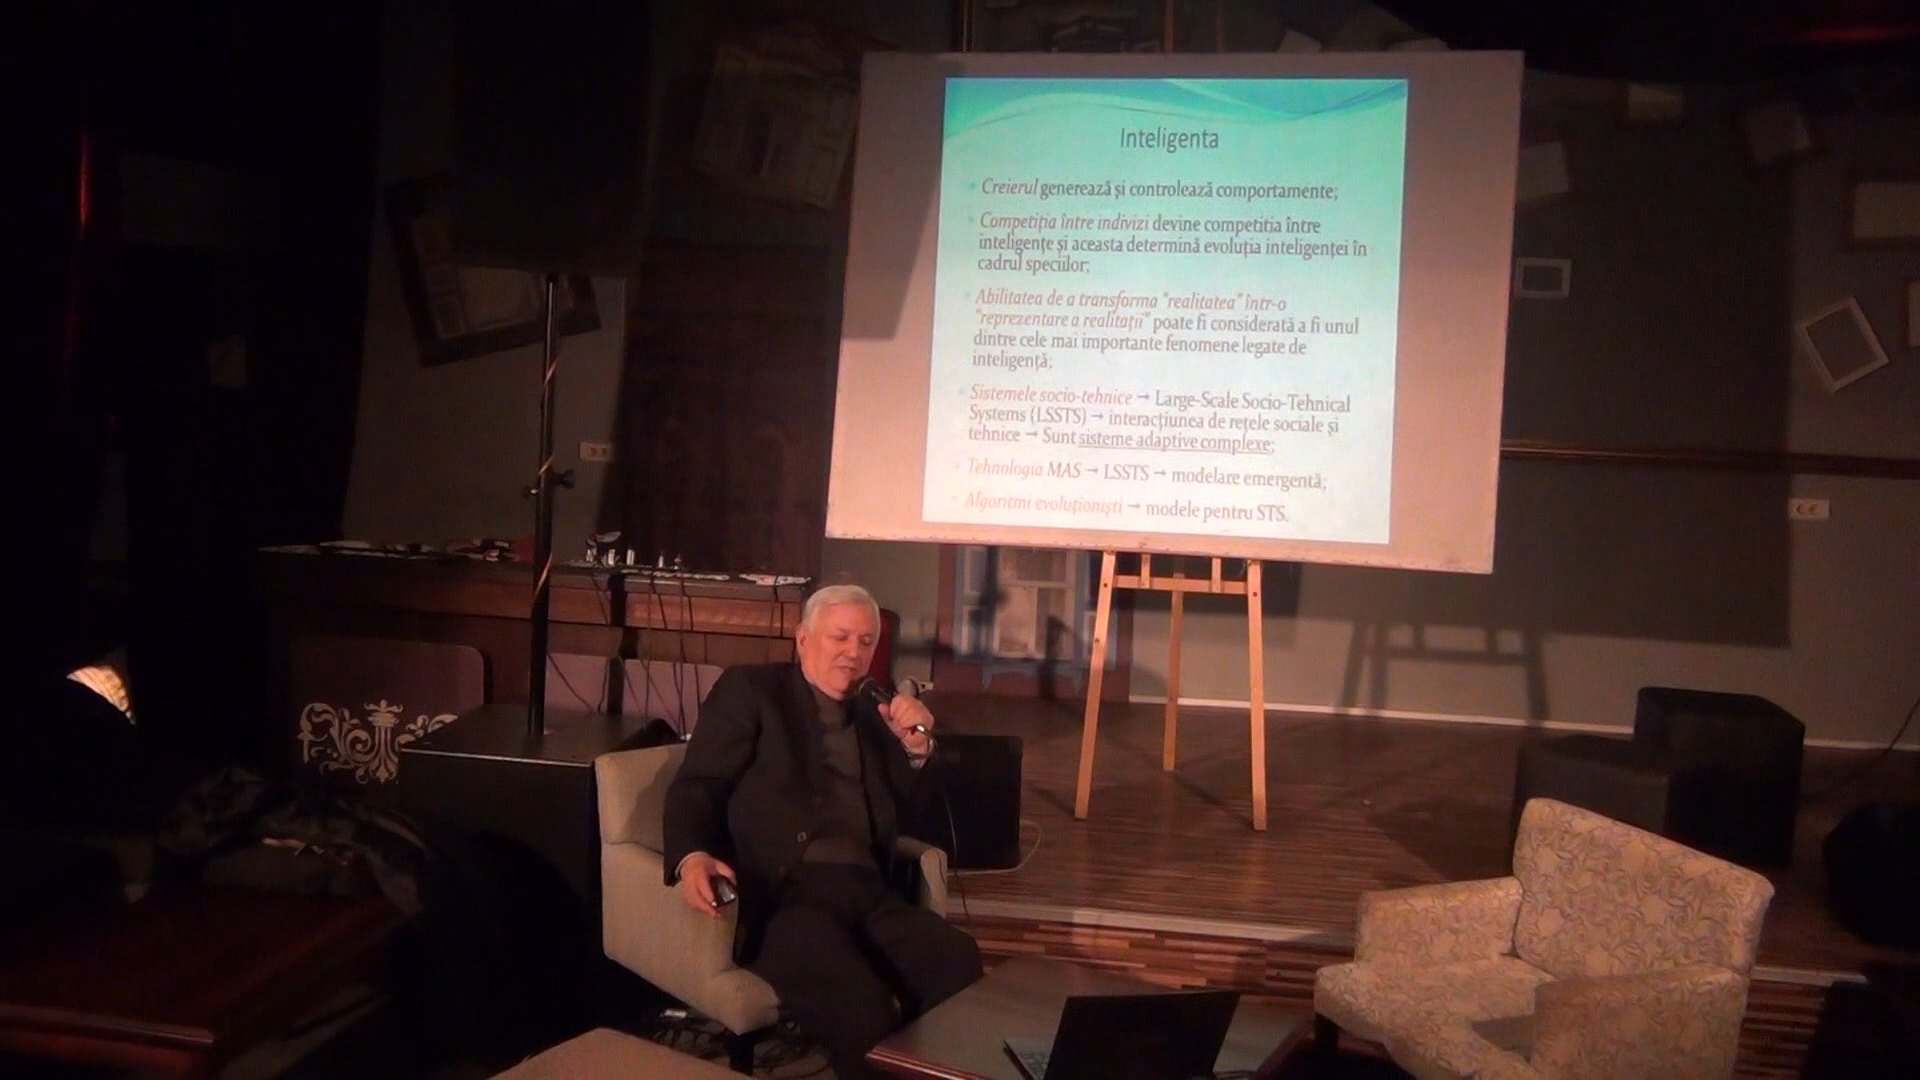 Inteligenta
Creierul generează și controlează comportamente;
Competiția între indivizi devine competitia între
inteligențe și aceasta determină evoluția inteligenței în
cadrul speciilor;
Abilitatea de a transforma "realitatea" într-o
"reprezentare a realitații" poate fi considerată a fi unul
dintre cele mai importante fenomene legate de
inteligență;
Sistemele socio-tehnice → Large-Scale Socio-Tehnical
Systems (LSSTS) → interacțiunea de rețele sociale și
tehnice → Sunt sisteme adaptive complexe;
Tehnologia MAS → LSSTS → modelare emergentă;
Algoritmi evoluționiști → modele pentru STS.